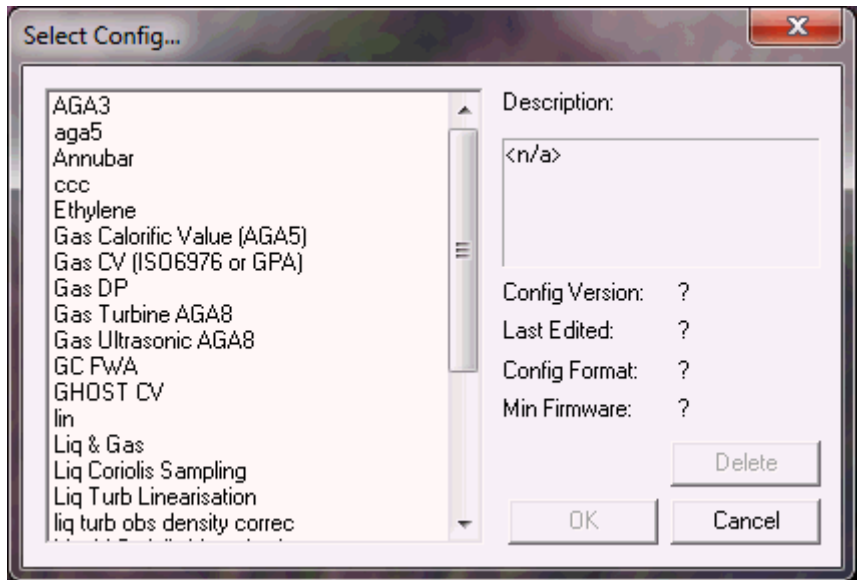 Select Config...
AGA3
aga5
Annubar
ccc
Ethylene
Gas Calorific Value (AGA5)
Gas CV (ISO6976 or GPA)
Gas DP
Gas Turbine AGA8
Gas Ultrasonic AGA8
GC FWA
GHOST CV
lin
Liq & Gas
Liq Coriolis Sampling
Liq Turb Linearisation
liq turb obs density correc
Description:
<n/a>
Config Version: ?
Last Edited: ?
Config Format: ?
Min Firmware: ?
Delete
OK
Cancel